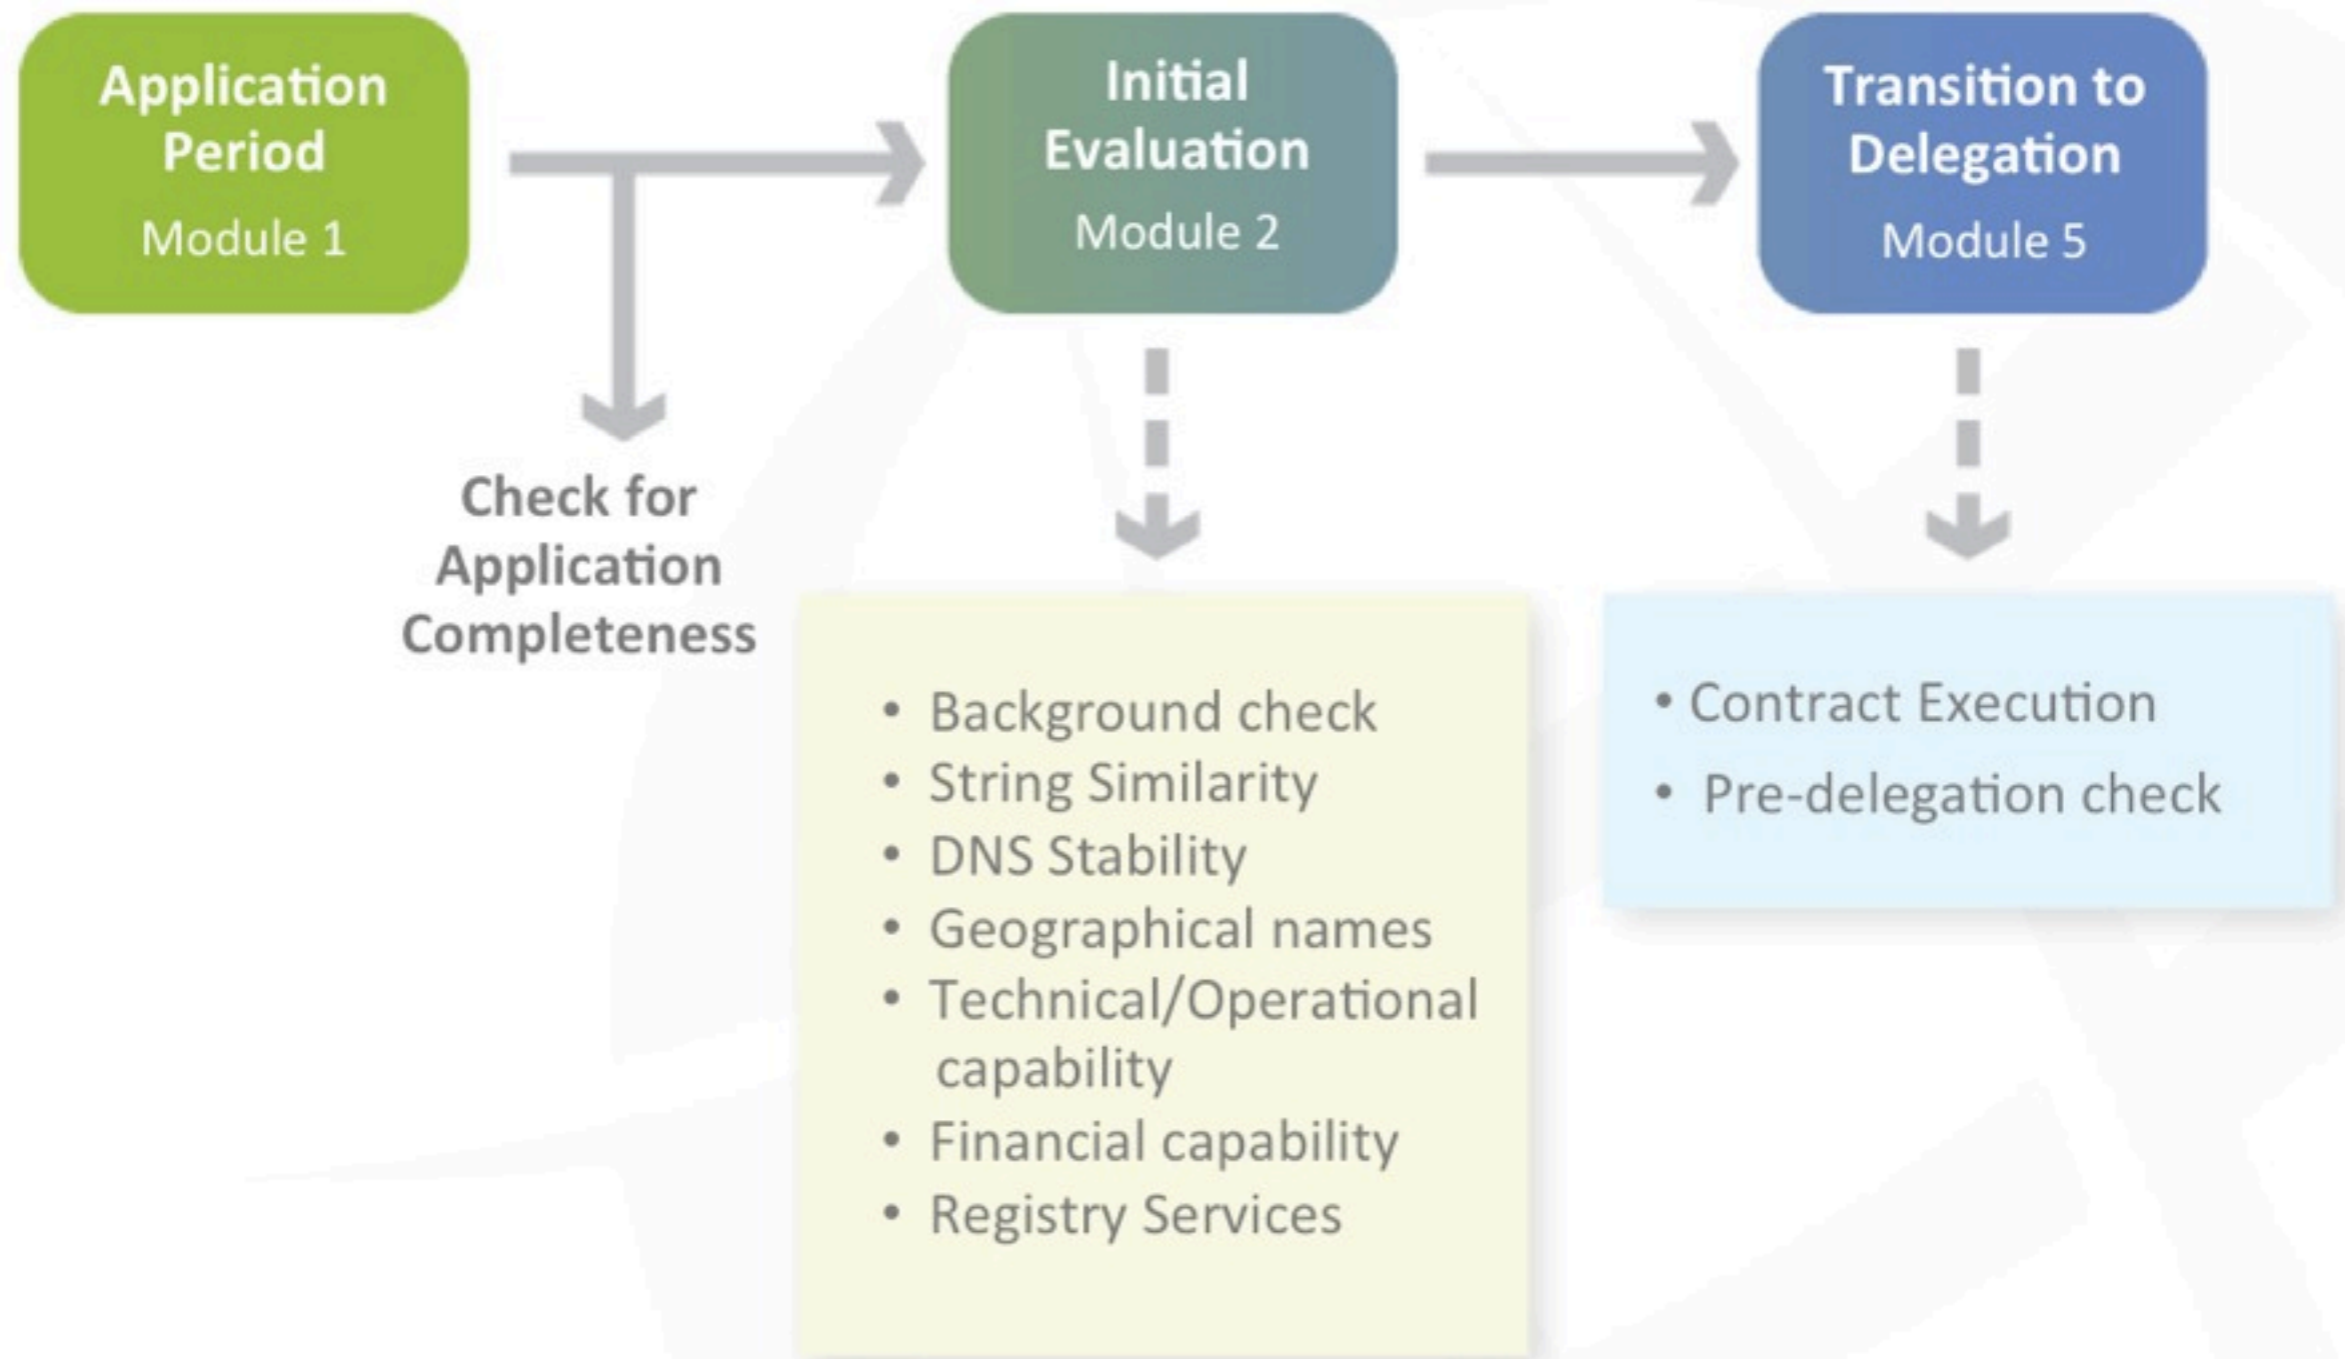 Application
Period
Module 1
Initial
Evaluation
Module 2
Transition to
Delegation
Module 5
Check for
Application
Completeness
• Background check
• String Similarity
• DNS Stability
• Geographical names
• Technical/Operational
capability
• Financial capability
• Registry Services
• Contract Execution
• Pre-delegation check